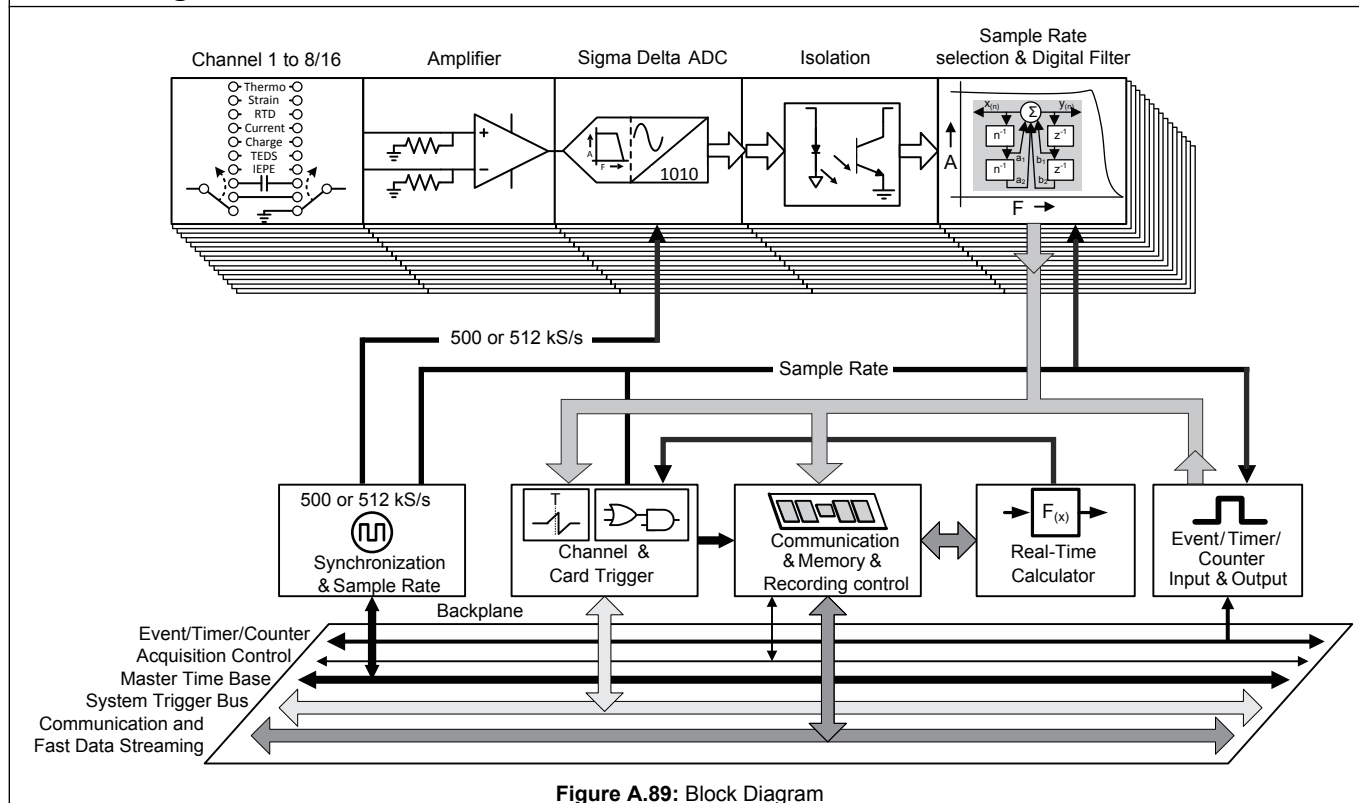 Channel 1 to 8/16
Amplifier
Sigma Delta ADC
Isolation
Sample Rate
selection & Digital Filter
Thermo
Strain
RTD
Current
Charge
TEDS
IEPE
+
−
A
F
1010
A
F
x(n)
y(n)
Σ
n-1
z-1
a1
b1
n-1
z-1
a2
b2
500 or 512 kS/s
Sample Rate
500 or 512 kS/s
Synchronization
& Sample Rate
T
Channel &
Card Trigger
Communication
& Memory &
Recording control
F(x)
Real-Time
Calculator
Event/Timer/
Counter
Input & Output
Backplane
Event/Timer/Counter
Acquisition Control
Master Time Base
System Trigger Bus
Communication and
Fast Data Streaming
Figure A.89: Block Diagram